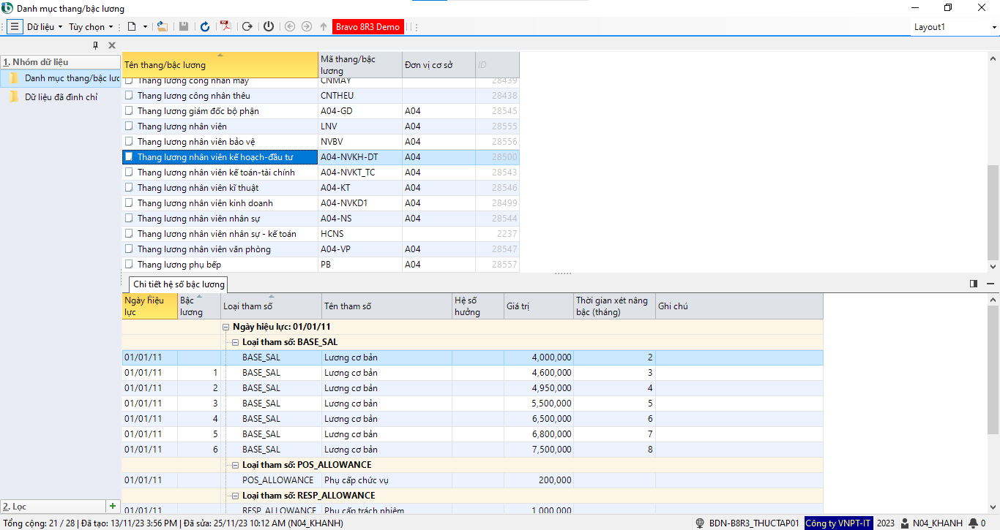 Danh mục thang/bậc lương
Dữ liệu Tùy chọn Bravo 8R3 Demo Layout1
1. Nhóm dữ liệu
Danh mục thang/bậc lươ
Dữ liệu đã đình chỉ
2. Lọc
Tên thang/bậc lương Mã thang/bậc lương Đơn vị cơ sở ID
Thang lương công nhân may CNMAY 28439
Thang lương công nhân thêu CNTHEU 28438
Thang lương giám đốc bộ phận A04-GD A04 28545
Thang lương nhân viên LNV A04 28555
Thang lương nhân viên bảo vệ NVBV A04 28556
Thang lương nhân viên kế hoạch-đầu tư A04-NVKH-DT A04 28500
Thang lương nhân viên kế toán-tài chính A04-NVKT_TC A04 28543
Thang lương nhân viên kĩ thuật A04-KT A04 28546
Thang lương nhân viên kinh doanh A04-NVKD1 A04 28499
Thang lương nhân viên nhân sự A04-NS A04 28544
Thang lương nhân viên nhân sự - kế toán HCNS 2237
Thang lương nhân viên văn phòng A04-VP A04 28547
Thang lương phụ bếp PB A04 28557
Chi tiết hệ số bậc lương
Ngày hiệu lực Bậc lương Loại tham số Tên tham số Hệ số hưởng Giá trị Thời gian xét nâng bậc (tháng) Ghi chú
Ngày hiệu lực: 01/01/11
Loại tham số: BASE_SAL
01/01/11 BASE_SAL Lương cơ bản 4,000,000 2
01/01/11 1 BASE_SAL Lương cơ bản 4,600,000 3
01/01/11 2 BASE_SAL Lương cơ bản 4,950,000 4
01/01/11 3 BASE_SAL Lương cơ bản 5,500,000 5
01/01/11 4 BASE_SAL Lương cơ bản 6,500,000 6
01/01/11 5 BASE_SAL Lương cơ bản 6,800,000 7
01/01/11 6 BASE_SAL Lương cơ bản 7,500,000 8
Loại tham số: POS_ALLOWANCE
01/01/11 POS_ALLOWANCE Phụ cấp chức vụ 200,000
Loại tham số: RESP_ALLOWANCE
01/01/11 RESP_ALLOWANCE Phụ cấp trách nhiệm 1,000,000
Tổng cộng: 21 / 28 | Đã tạo: 13/11/23 3:56 PM | Đã sửa: 25/11/23 10:12 AM (N04_KHANH) BDN-B8R3_THUCTAP01 Công ty VNPT-IT 2023 N04_KHANH 0